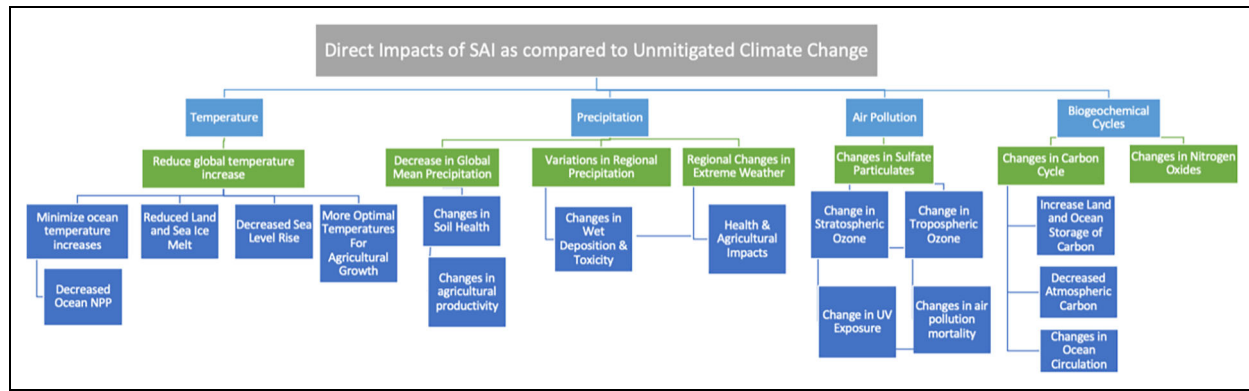 Direct Impacts of SAI as compared to Unmitigated Climate Change
Temperature
Precipitation
Air Pollution
Biogeochemical
Cycles
Reduce global temperature
increase
Decrease in Global
Mean Precipitation
Variations in Regional
Precipitation
Regional Changes in
Extreme Weather
Changes in Sulfate
Particulates
Changes in Carbon
Cycle
Changes in Nitrogen
Oxides
Minimize ocean
temperature increases
Reduced Land
and Sea Ice
Melt
Decreased Sea
Level Rise
More Optimal
Temperatures
For
Agricultural
Growth
Decreased
Ocean NPP
Changes in
Soil Health
Changes in
agricultural
productivity
Changes in
Wet
Deposition &
Toxicity
Health &
Agricultural
Impacts
Change in
Stratospheric
Ozone
Change in
Tropospheric
Ozone
Change in UV
Exposure
Changes in air
pollution
mortality
Increase Land
and Ocean
Storage of
Carbon
Decreased
Atmospheric
Carbon
Changes in
Ocean
Circulation